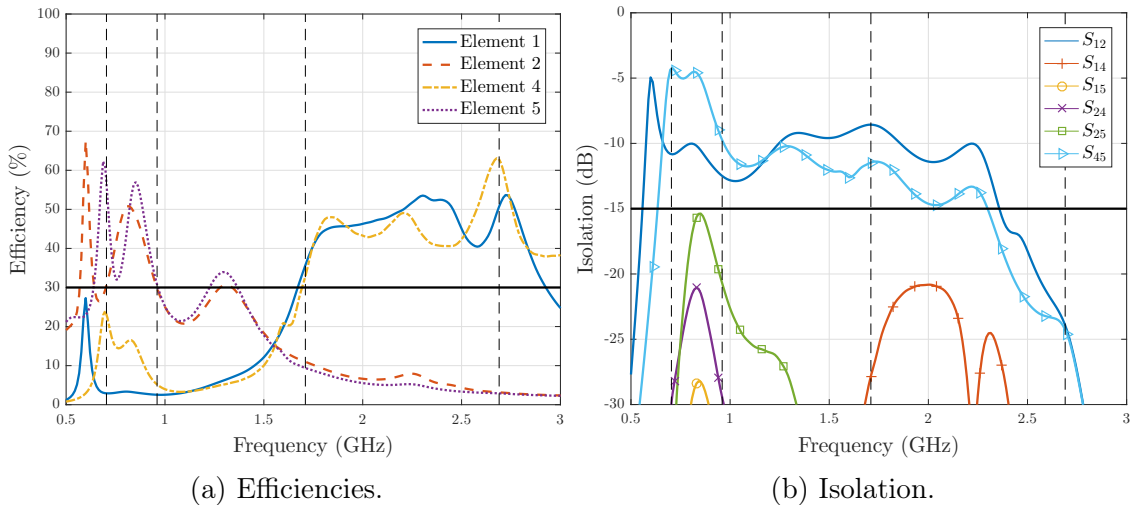 100
90
80
70
60
50
40
30
20
10
0
Efficiency (%)
0.5
1
1.5
2
2.5
3
Frequency (GHz)
Element 1
Element 2
Element 4
Element 5
(a) Efficiencies.
0
-5
-10
-15
-20
-25
-30
Isolation (dB)
0.5
1
1.5
2
2.5
3
Frequency (GHz)
S12
S14
S15
S24
S25
S45
(b) Isolation.